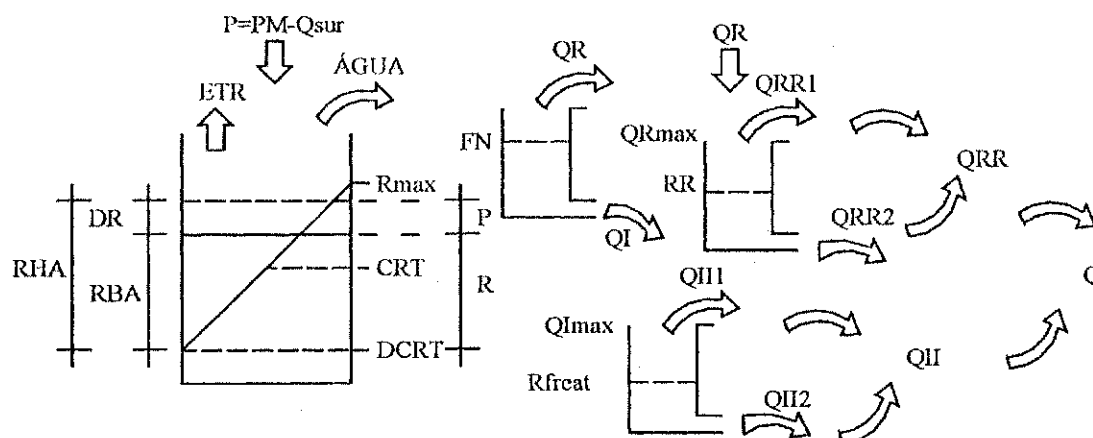 P=PM-Qsur
ETR
ÁGUA
QR
QR
QRR1
FN
QRmax
RR
QRR
Rmax
DR
P
QI
QRR2
RHA
RBA
CRT
R
QII1
Q
QImax
DCRT
Rfreat
QII
QII2